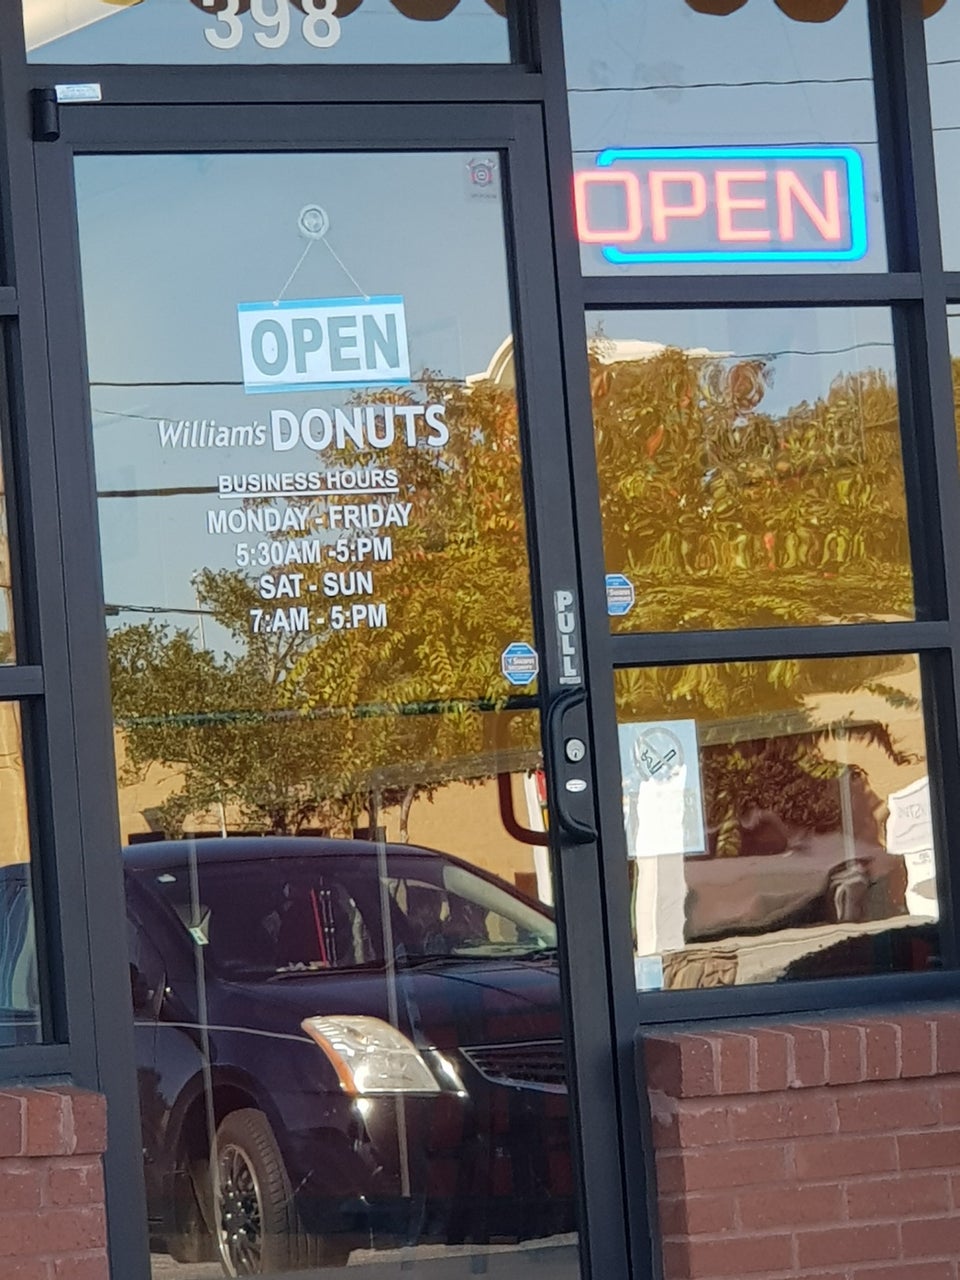 398
OPEN
OPEN
William's DONUTS
BUSINESS HOURS
MONDAY - FRIDAY
5:30AM -5:PM
SAT - SUN
7:AM - 5:PM
PULL